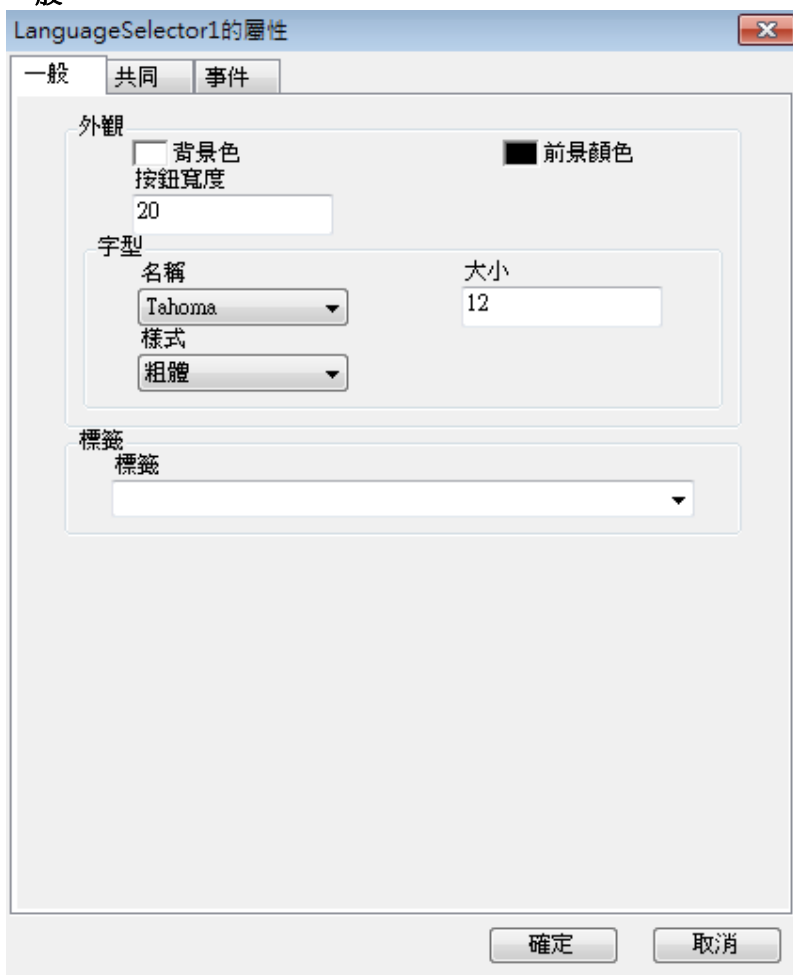 一般
LanguageSelector1的屬性
一般 共同 事件
外觀
背景色 前景顏色
按鈕寬度
20
字型
名稱 大小
Tahoma 12
樣式
粗體
標籤
標籤
確定 取消